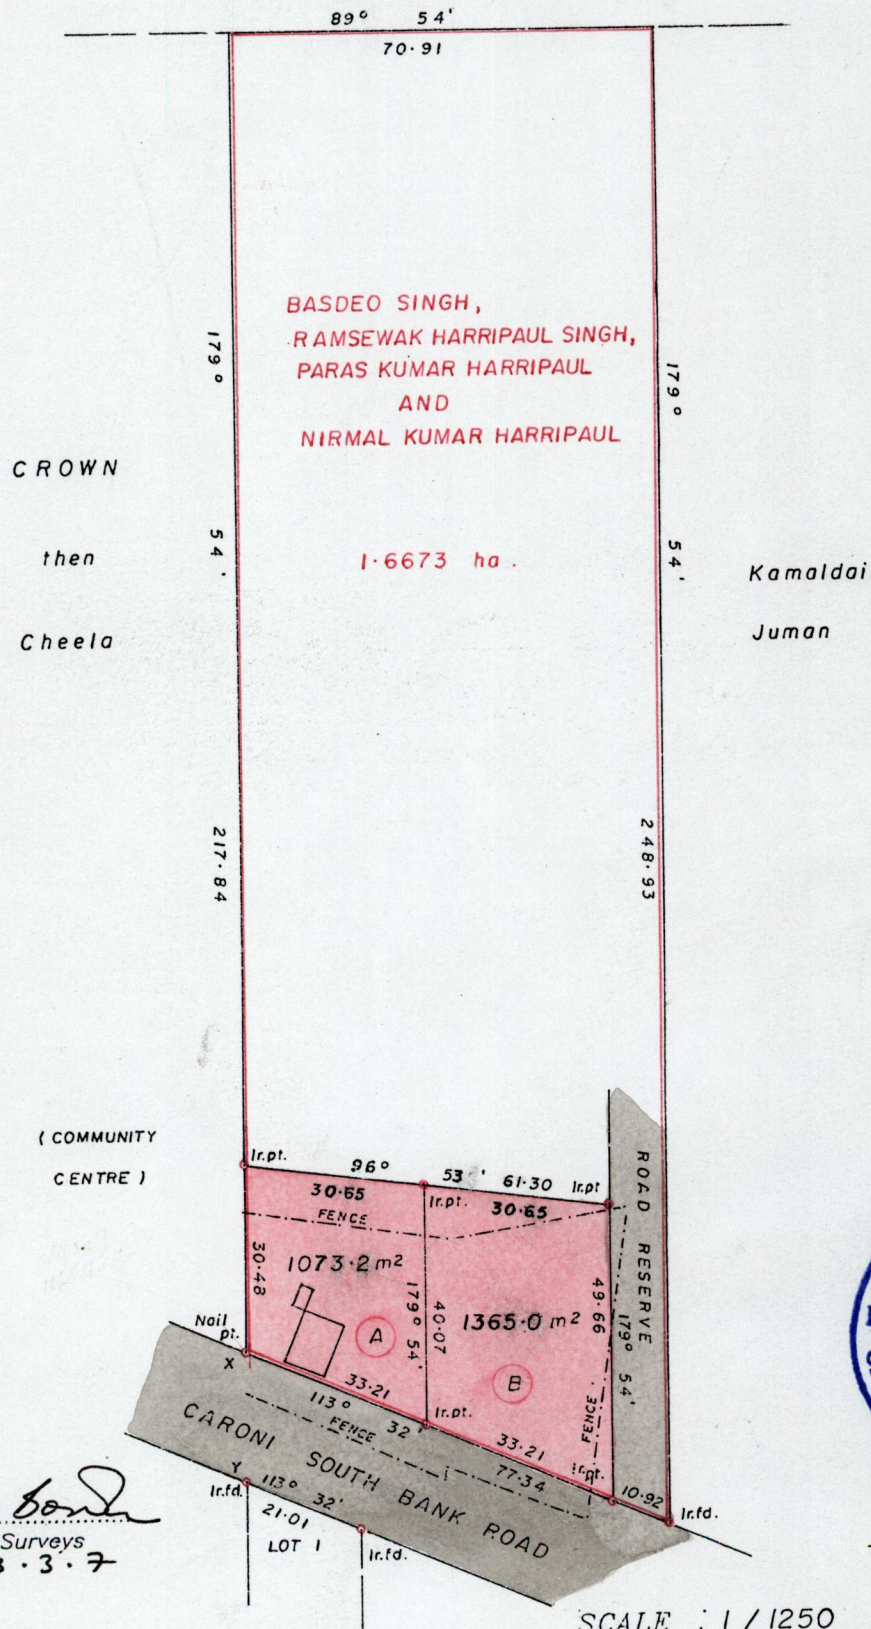 89° 54'
70·91
BASDEO SINGH,
RAMSEWAK HARRIPAUL SINGH,
PARAS KUMAR HARRIPAUL
AND
NIRMAL KUMAR HARRIPAUL
1·6673 ha.
179° 54'
217·84
179° 54'
248·93
CROWN
then
Cheela
Kamaldai
Juman
(COMMUNITY
CENTRE)
Ir.pt.
96° 53' 61·30
Ir.pt
30·65
Ir.pt.
30·65
FENCE
ROAD RESERVE
30·48
1073·2 m²
A
179° 54'
40·07
1365·0 m²
B
49·66
179° 54'
FENCE
Nail
pt.
X
33·21
113° 32'
FENCE
Ir.pt.
33·21
77·34
Ir.pt.
10·92
Ir.fd.
CARONI SOUTH BANK ROAD
Y
Ir.fd.
113° 32'
21·01
LOT 1
Ir.fd.
Surveys
3·7
SCALE : 1/1250